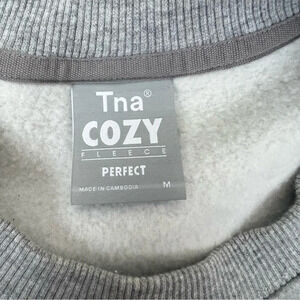 Tna®
COZY
FLEECE
PERFECT
MADE IN CAMBODIA M